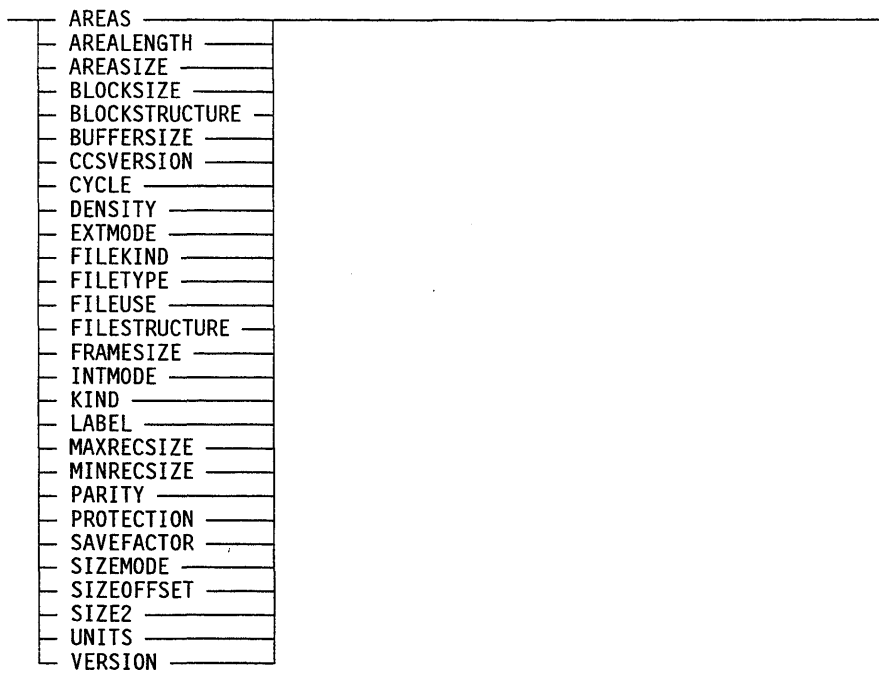 AREAS
AREALENGTH
AREASIZE
BLOCKSIZE
BLOCKSTRUCTURE
BUFFERSIZE
CCSVERSION
CYCLE
DENSITY
EXTMODE
FILEKIND
FILETYPE
FILEUSE
FILESTRUCTURE
FRAMESIZE
INTMODE
KIND
LABEL
MAXRECSIZE
MINRECSIZE
PARITY
PROTECTION
SAVEFACTOR
SIZEMODE
SIZEOFFSET
SIZE2
UNITS
VERSION